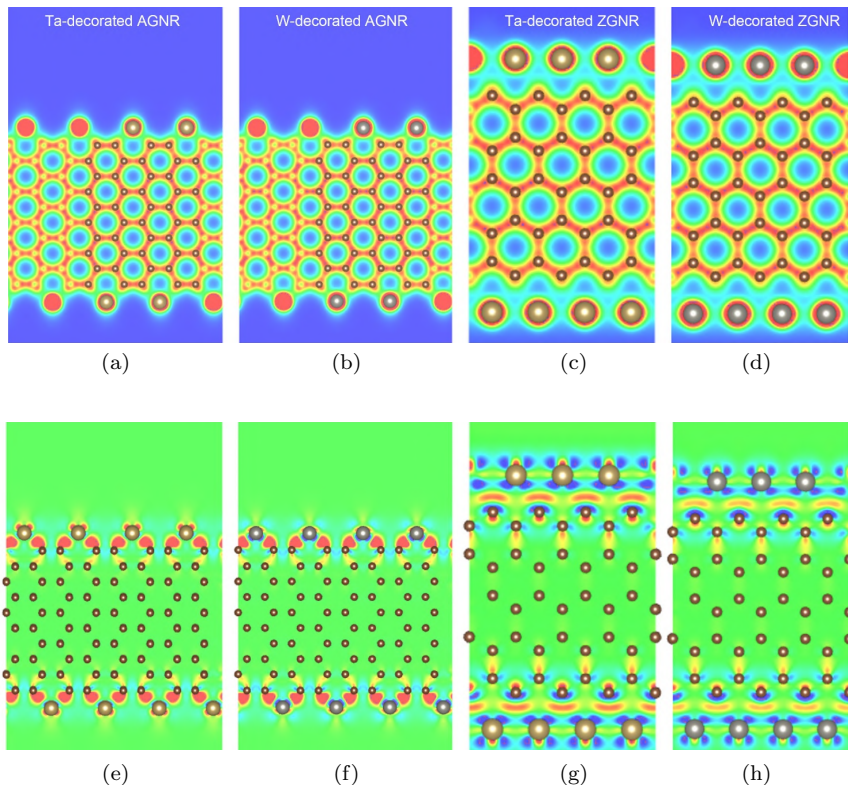 Ta-decorated AGNR
W-decorated AGNR
Ta-decorated ZGNR
W-decorated ZGNR
(a)
(b)
(c)
(d)
(e)
(f)
(g)
(h)